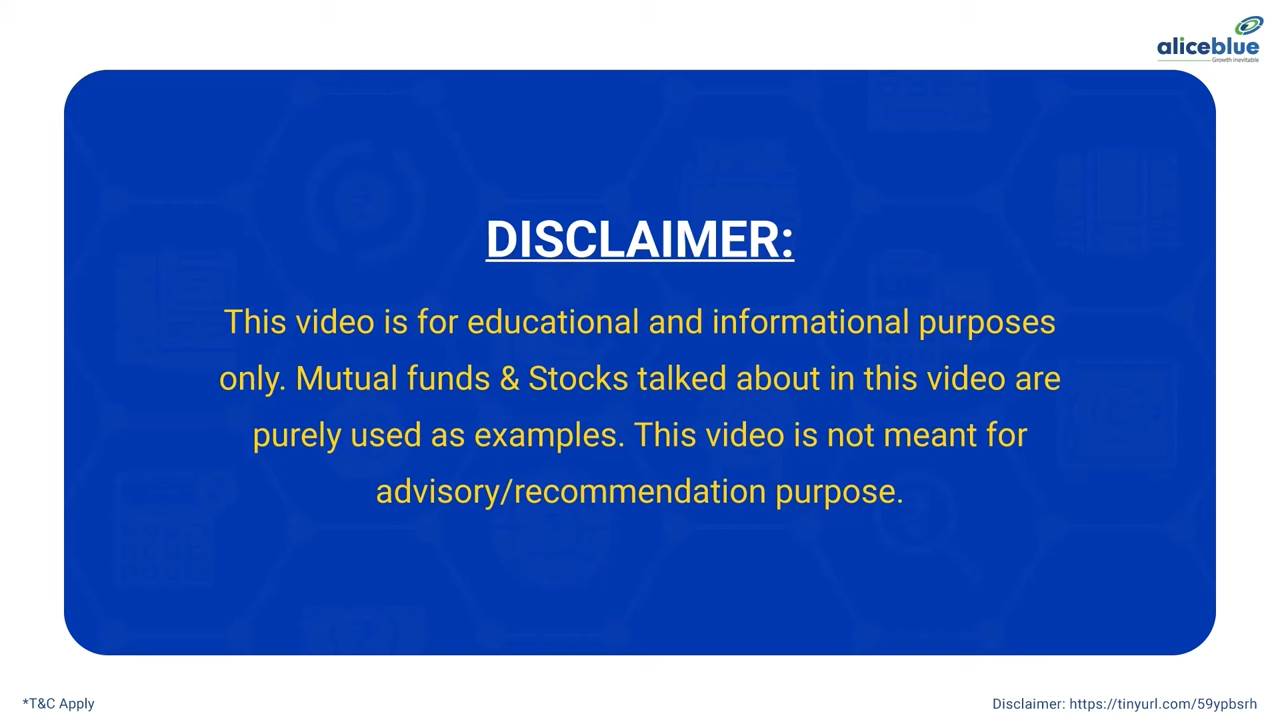 aliceblue
Growth inevitable
DISCLAIMER:
This video is for educational and informational purposes
only. Mutual funds & Stocks talked about in this video are
purely used as examples. This video is not meant for
advisory/recommendation purpose.
*T&C Apply
Disclaimer: https://tinyurl.com/59ypbsrh